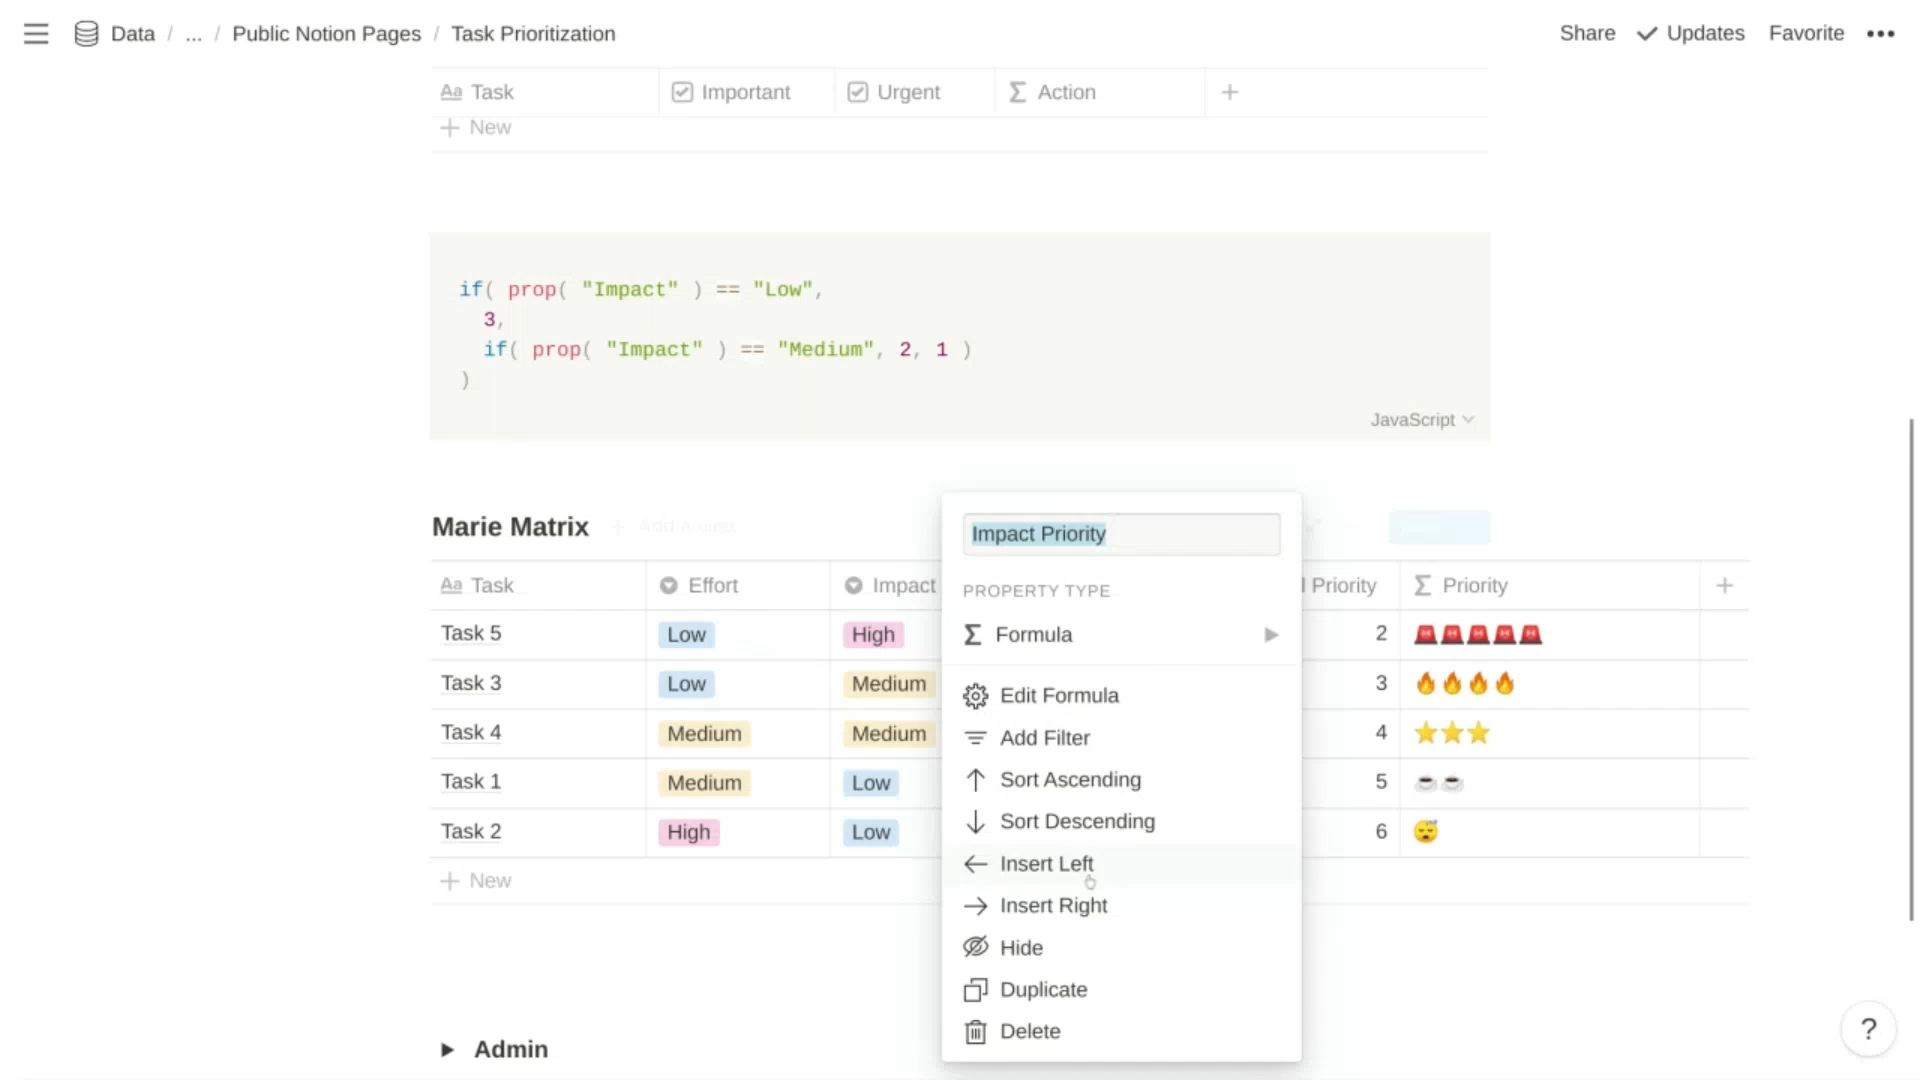 Data / ... / Public Notion Pages / Task Prioritization
Share Updates Favorite •••
Aa Task Important Urgent Σ Action +
+ New
if( prop( "Impact" ) == "Low",
3,
if( prop( "Impact" ) == "Medium", 2, 1 )
)
JavaScript
Marie Matrix + Add a view
Impact Priority
PROPERTY TYPE
Σ Formula
Edit Formula
Add Filter
Sort Ascending
Sort Descending
Insert Left
Insert Right
Hide
Duplicate
Delete
Aa Task Effort Impact Priority Σ Priority +
Task 5 Low High 2
Task 3 Low Medium 3
Task 4 Medium Medium 4
Task 1 Medium Low 5
Task 2 High Low 6
+ New
Admin
?